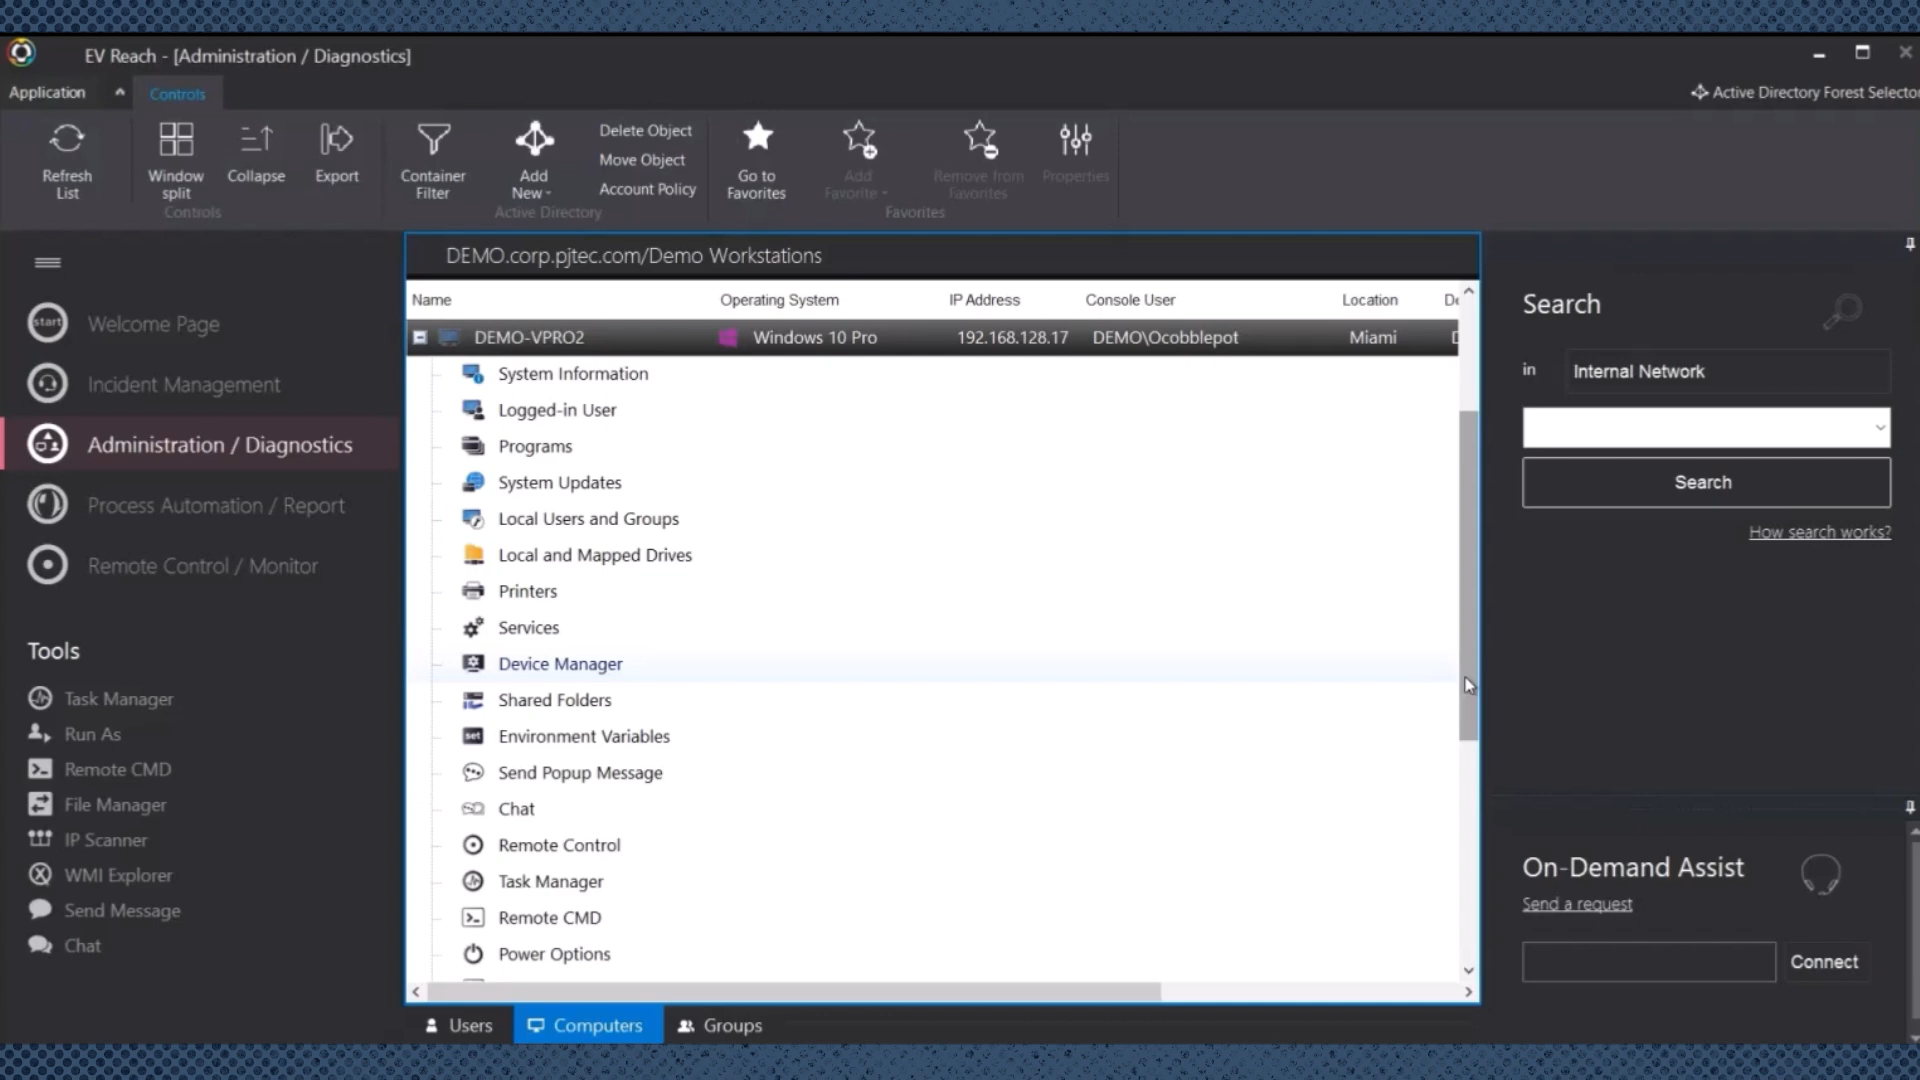 EV Reach - [Administration / Diagnostics]
Application
Controls
Active Directory Forest Selector
Refresh
List
Window
split
Collapse
Export
Controls
Container
Filter
Add
New
Delete Object
Move Object
Account Policy
Active Directory
Go to
Favorites
Add
Favorite
Remove from
Favorites
Properties
Favorites
start
Welcome Page
Incident Management
Administration / Diagnostics
Process Automation / Report
Remote Control / Monitor
Tools
Task Manager
Run As
Remote CMD
File Manager
IP Scanner
WMI Explorer
Send Message
Chat
DEMO.corp.pjtec.com/Demo Workstations
Name Operating System IP Address Console User Location De
DEMO-VPRO2 Windows 10 Pro 192.168.128.17 DEMO\Ocobblepot Miami
System Information
Logged-in User
Programs
System Updates
Local Users and Groups
Local and Mapped Drives
Printers
Services
Device Manager
Shared Folders
set
Environment Variables
Send Popup Message
Chat
Remote Control
Task Manager
Remote CMD
Power Options
Users
Computers
Groups
Search
in Internal Network
Search
How search works?
On-Demand Assist
Send a request
Connect